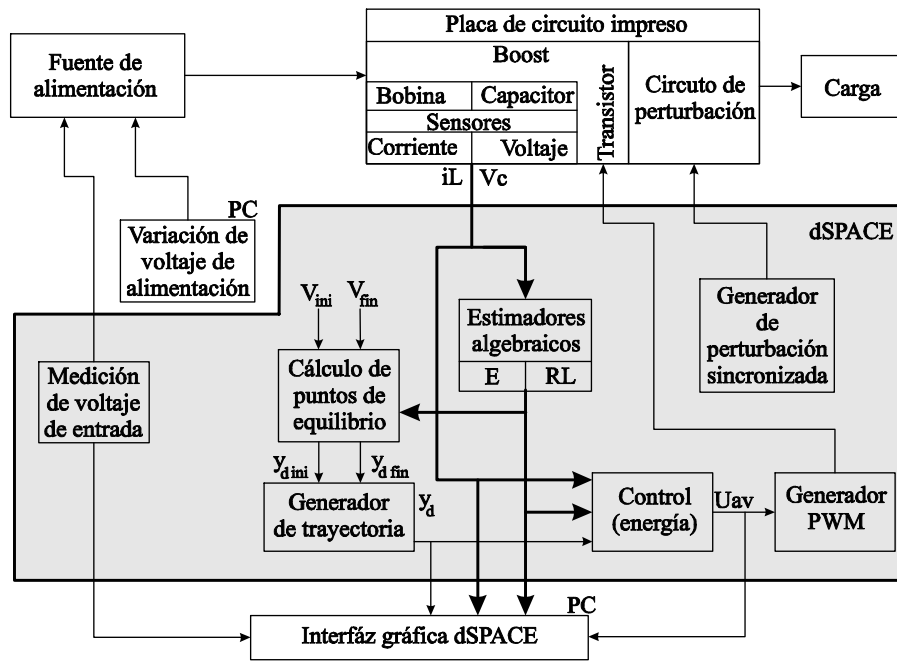 Placa de circuito impreso
Fuente de
alimentación
Boost
Bobina
Capacitor
Sensores
Corriente
Voltaje
Transistor
Circuto de
perturbación
Carga
iL
Vc
PC
Variación de
voltaje de
alimentación
dSPACE
Vini
Vfin
Estimadores
algebraicos
E
RL
Generador
de
perturbación
sincronizada
Medición
de voltaje
de entrada
Cálculo de
puntos de
equilibrio
yd ini
yd fin
Generador
de trayectoria
yd
Control
(energía)
Uav
Generador
PWM
PC
Interfáz gráfica dSPACE